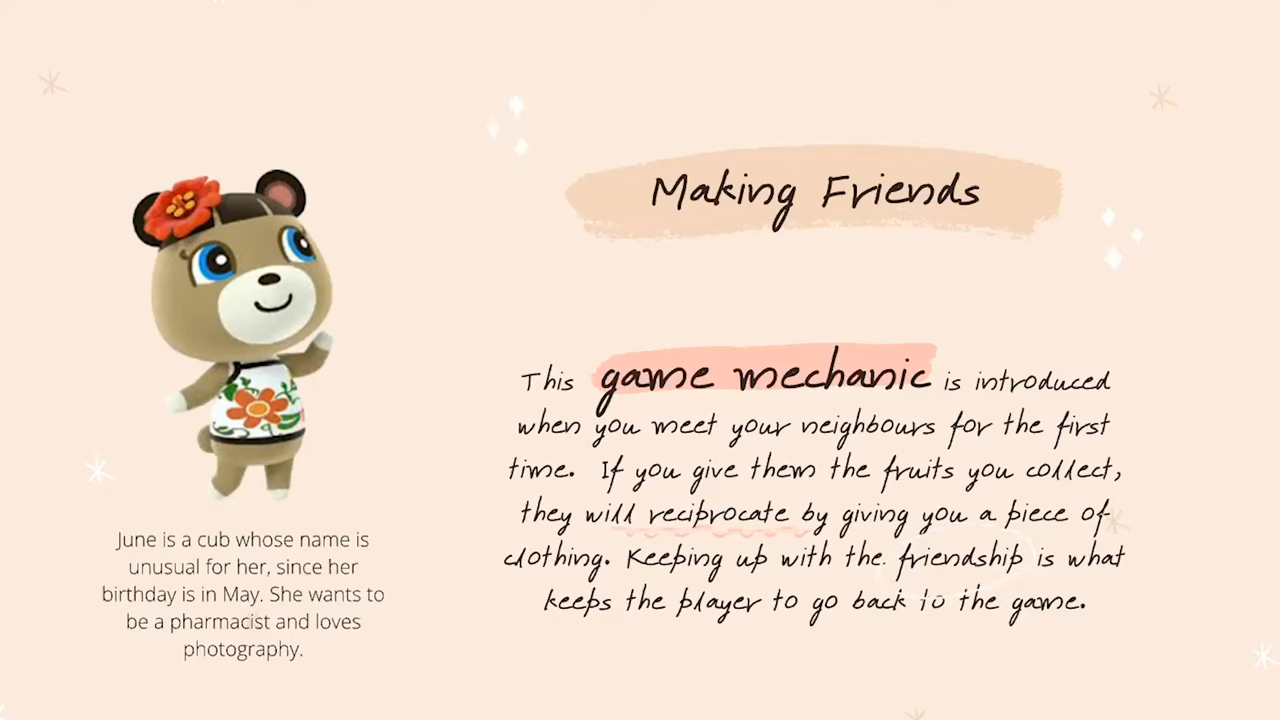 Making Friends
This game mechanic is introduced
when you meet your neighbours for the first
time. If you give them the fruits you collect,
they will reciprocate by giving you a piece of
clothing. Keeping up with the friendship is what
keeps the player to go back to the game.
June is a cub whose name is
unusual for her, since her
birthday is in May. She wants to
be a pharmacist and loves
photography.